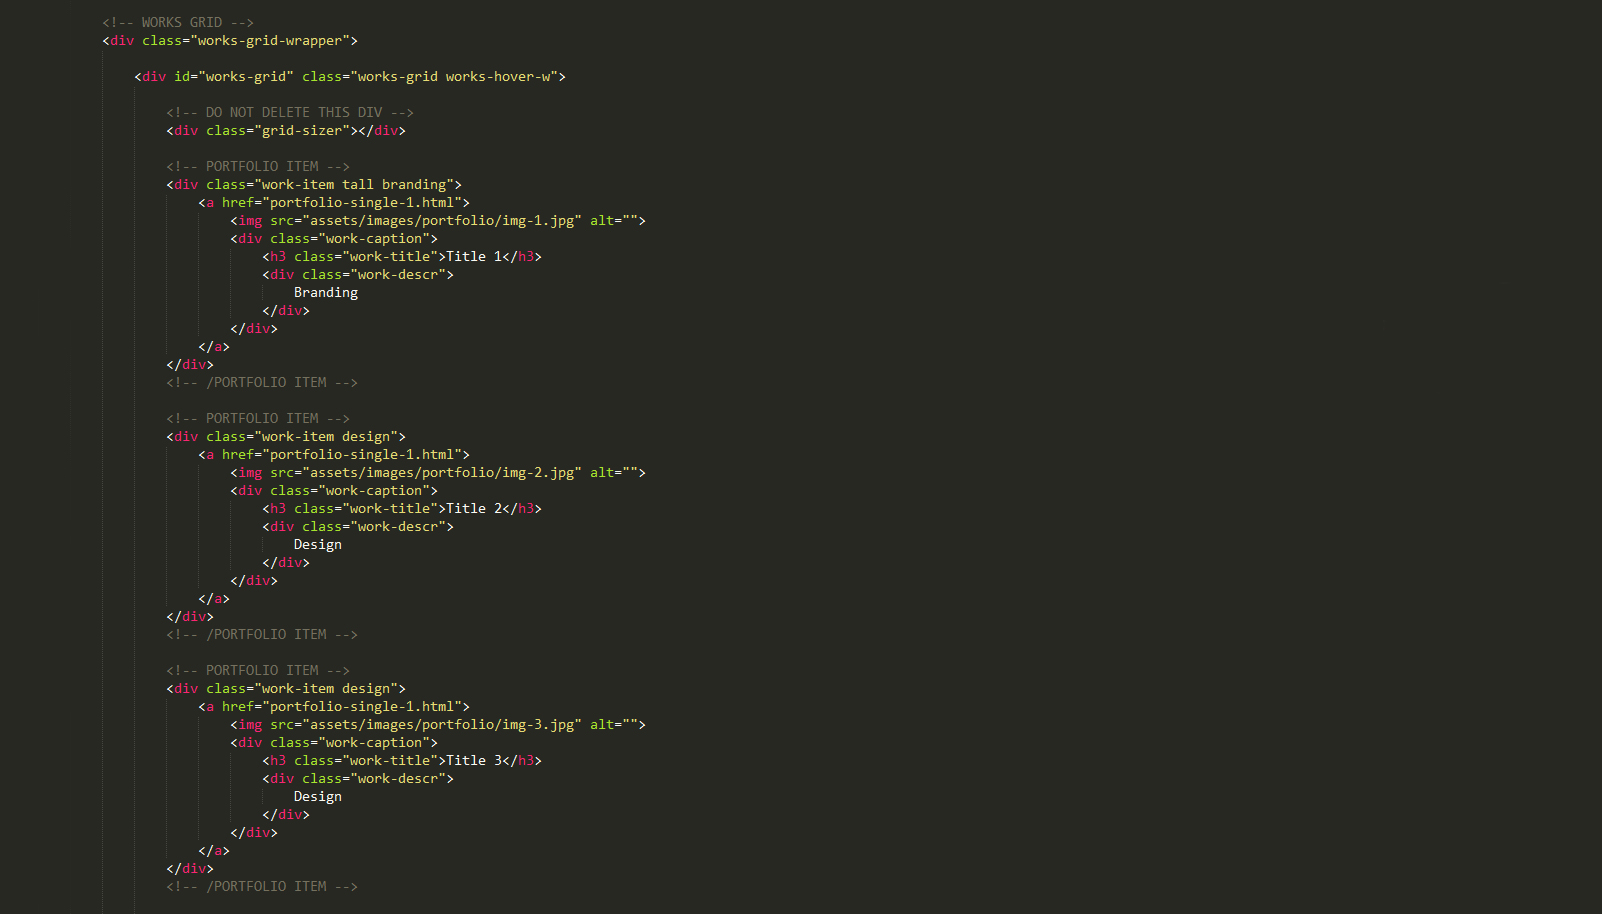 <!-- WORKS GRID -->
<div class="works-grid-wrapper">
<div id="works-grid" class="works-grid works-hover-w">
<!-- DO NOT DELETE THIS DIV -->
<div class="grid-sizer"></div>
<!-- PORTFOLIO ITEM -->
<div class="work-item tall branding">
<a href="portfolio-single-1.html">
<img src="assets/images/portfolio/img-1.jpg" alt="">
<div class="work-caption">
<h3 class="work-title">Title 1</h3>
<div class="work-descr">
Branding
</div>
</div>
</a>
</div>
<!-- /PORTFOLIO ITEM -->
<!-- PORTFOLIO ITEM -->
<div class="work-item design">
<a href="portfolio-single-1.html">
<img src="assets/images/portfolio/img-2.jpg" alt="">
<div class="work-caption">
<h3 class="work-title">Title 2</h3>
<div class="work-descr">
Design
</div>
</div>
</a>
</div>
<!-- /PORTFOLIO ITEM -->
<!-- PORTFOLIO ITEM -->
<div class="work-item design">
<a href="portfolio-single-1.html">
<img src="assets/images/portfolio/img-3.jpg" alt="">
<div class="work-caption">
<h3 class="work-title">Title 3</h3>
<div class="work-descr">
Design
</div>
</div>
</a>
</div>
<!-- /PORTFOLIO ITEM -->